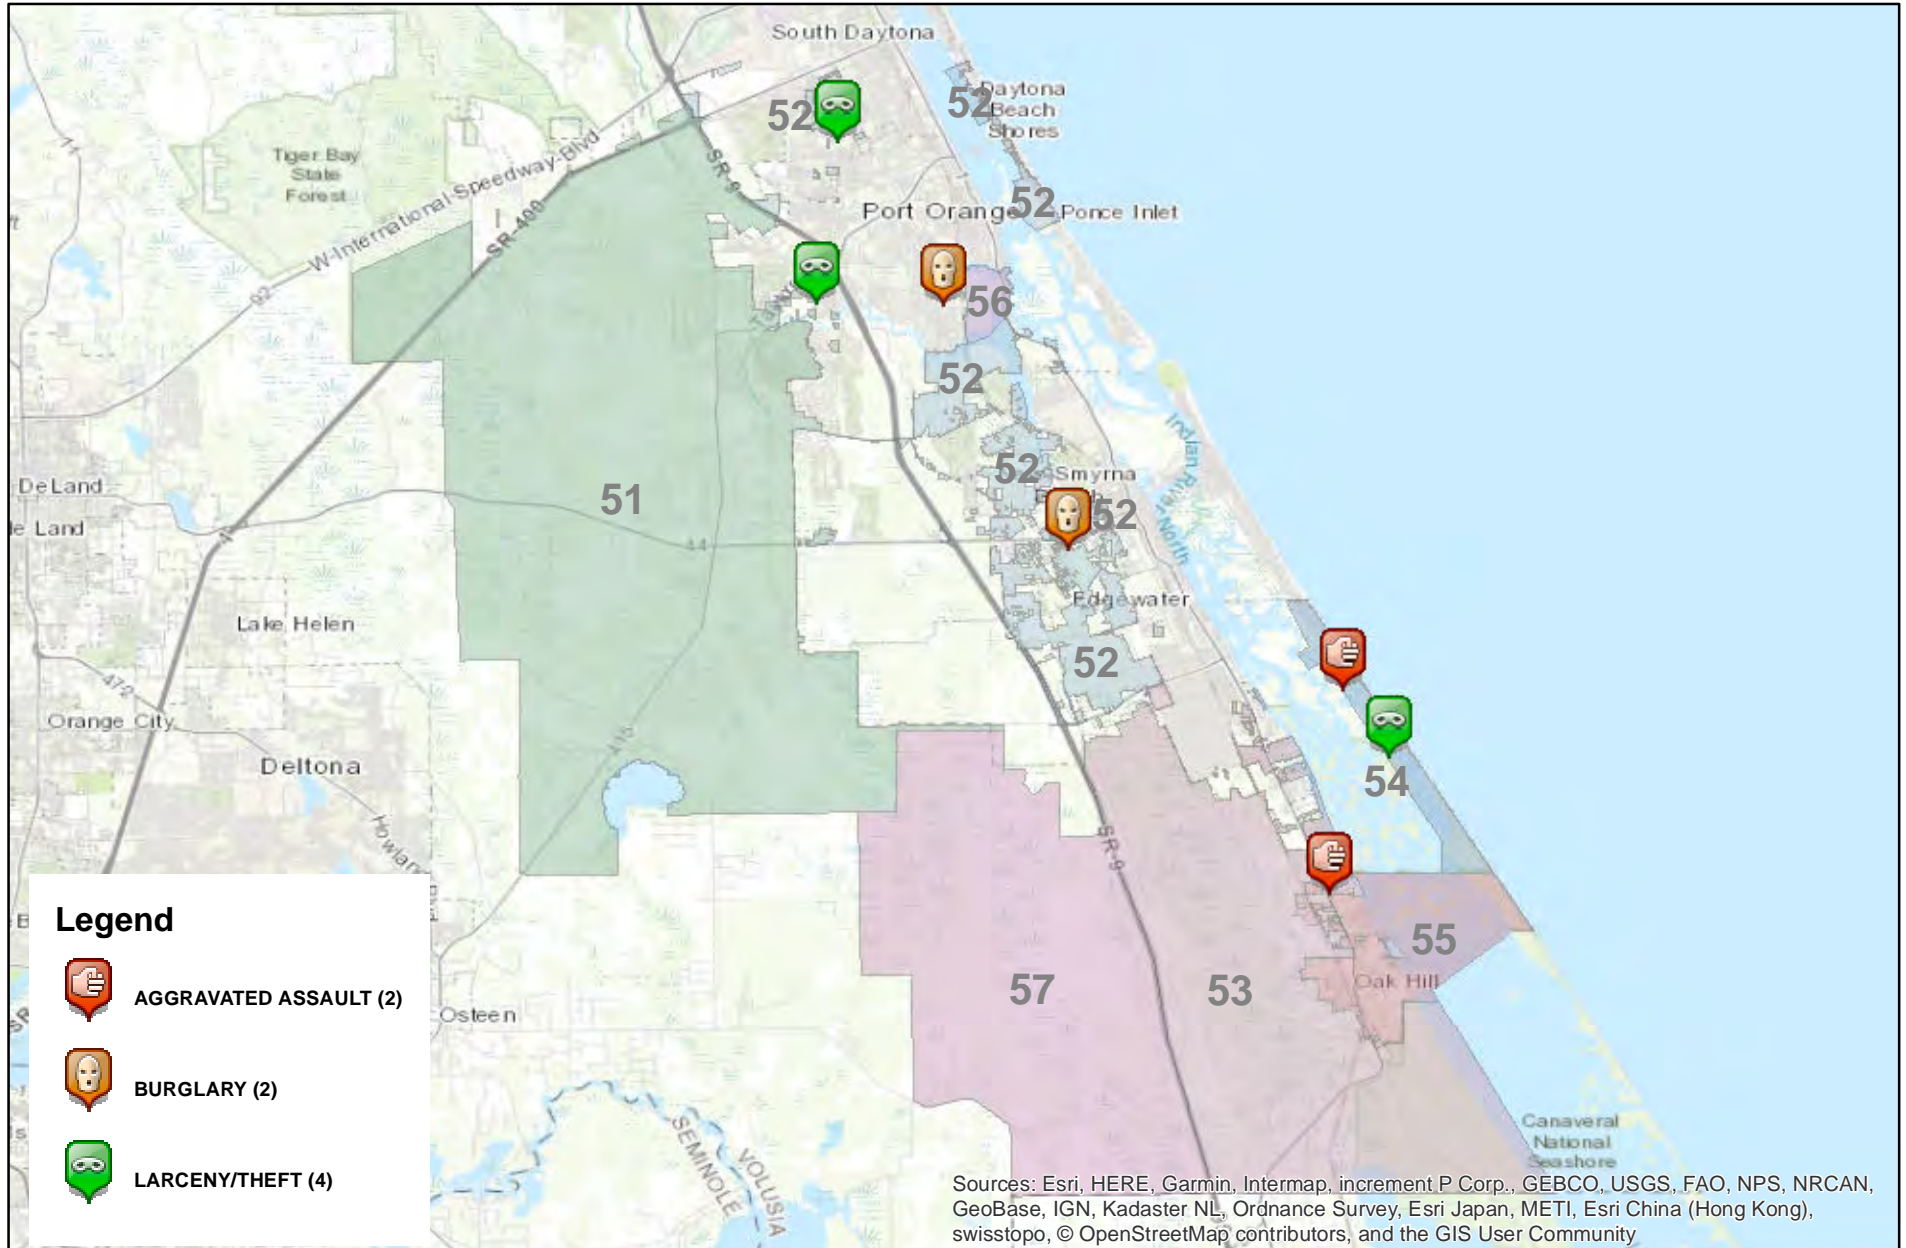 South Daytona
Daytona
Beach
Shores
52
52
Tiger Bay
State
Forest
W-International-Speedway-Blvd
SR-9
SR-400
11
92
52
Port Orange
Ponce Inlet
56
52
Indian River North
52
Smyrna
52
DeLand
51
44
Edgewater
Lake Helen
52
472
Orange City
415
Deltona
54
Howland
SR-9
55
57
53
Oak Hill
Osteen
Canaveral
National
Seashore
SEMINOLE
VOLUSIA
Legend
AGGRAVATED ASSAULT (2)
BURGLARY (2)
LARCENY/THEFT (4)
Sources: Esri, HERE, Garmin, Intermap, increment P Corp., GEBCO, USGS, FAO, NPS, NRCAN,
GeoBase, IGN, Kadaster NL, Ordnance Survey, Esri Japan, METI, Esri China (Hong Kong),
swisstopo, © OpenStreetMap contributors, and the GIS User Community